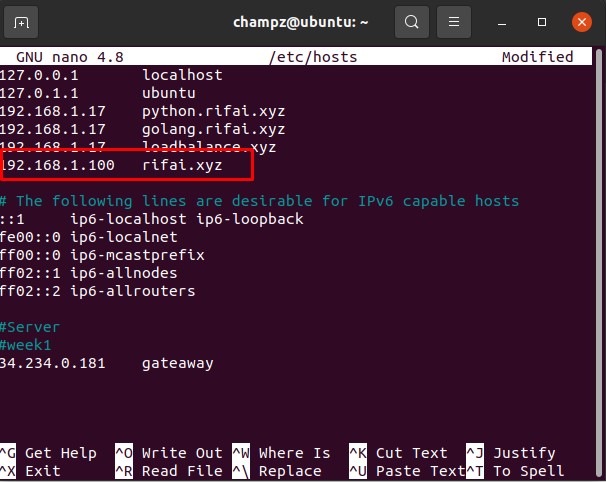 champz@ubuntu: ~
GNU nano 4.8 /etc/hosts Modified
127.0.0.1 localhost
127.0.1.1 ubuntu
192.168.1.17 python.rifai.xyz
192.168.1.17 golang.rifai.xyz
192.168.1.17 loadbalance.xyz
192.168.1.100 rifai.xyz
# The following lines are desirable for IPv6 capable hosts
::1 ip6-localhost ip6-loopback
fe00::0 ip6-localnet
ff00::0 ip6-mcastprefix
ff02::1 ip6-allnodes
ff02::2 ip6-allrouters
#Server
#week1
34.234.0.181 gateaway
^G Get Help ^O Write Out ^W Where Is ^K Cut Text ^J Justify
^X Exit ^R Read File ^\ Replace ^U Paste Text ^T To Spell